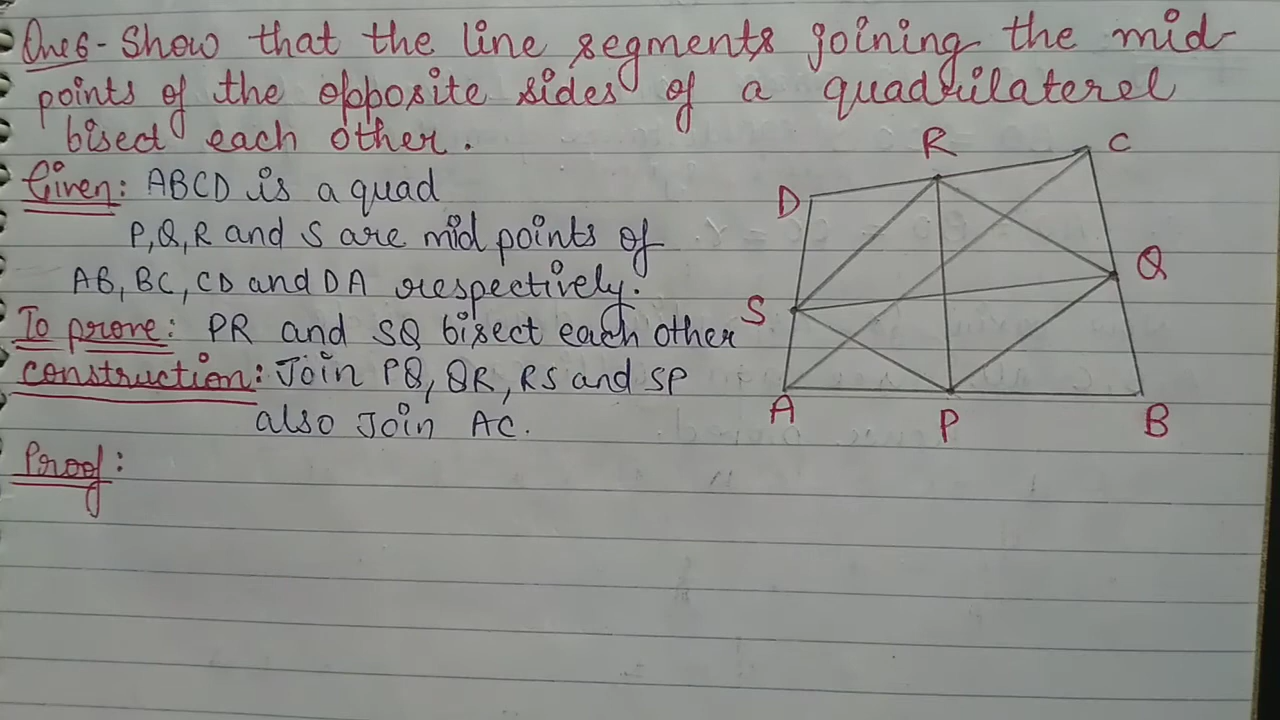 Ques- Show that the line segments joining the mid-
points of the opposite sides of a quadrilaterel
bisect each other.
Given: ABCD is a quad
P, Q, R and S are mid points of
AB, BC, CD and DA respectively.
To prove: PR and SQ bisect each other
construction: Join PQ, QR, RS and SP
also Join AC.
Proof:
R
C
D
Q
S
A
P
B